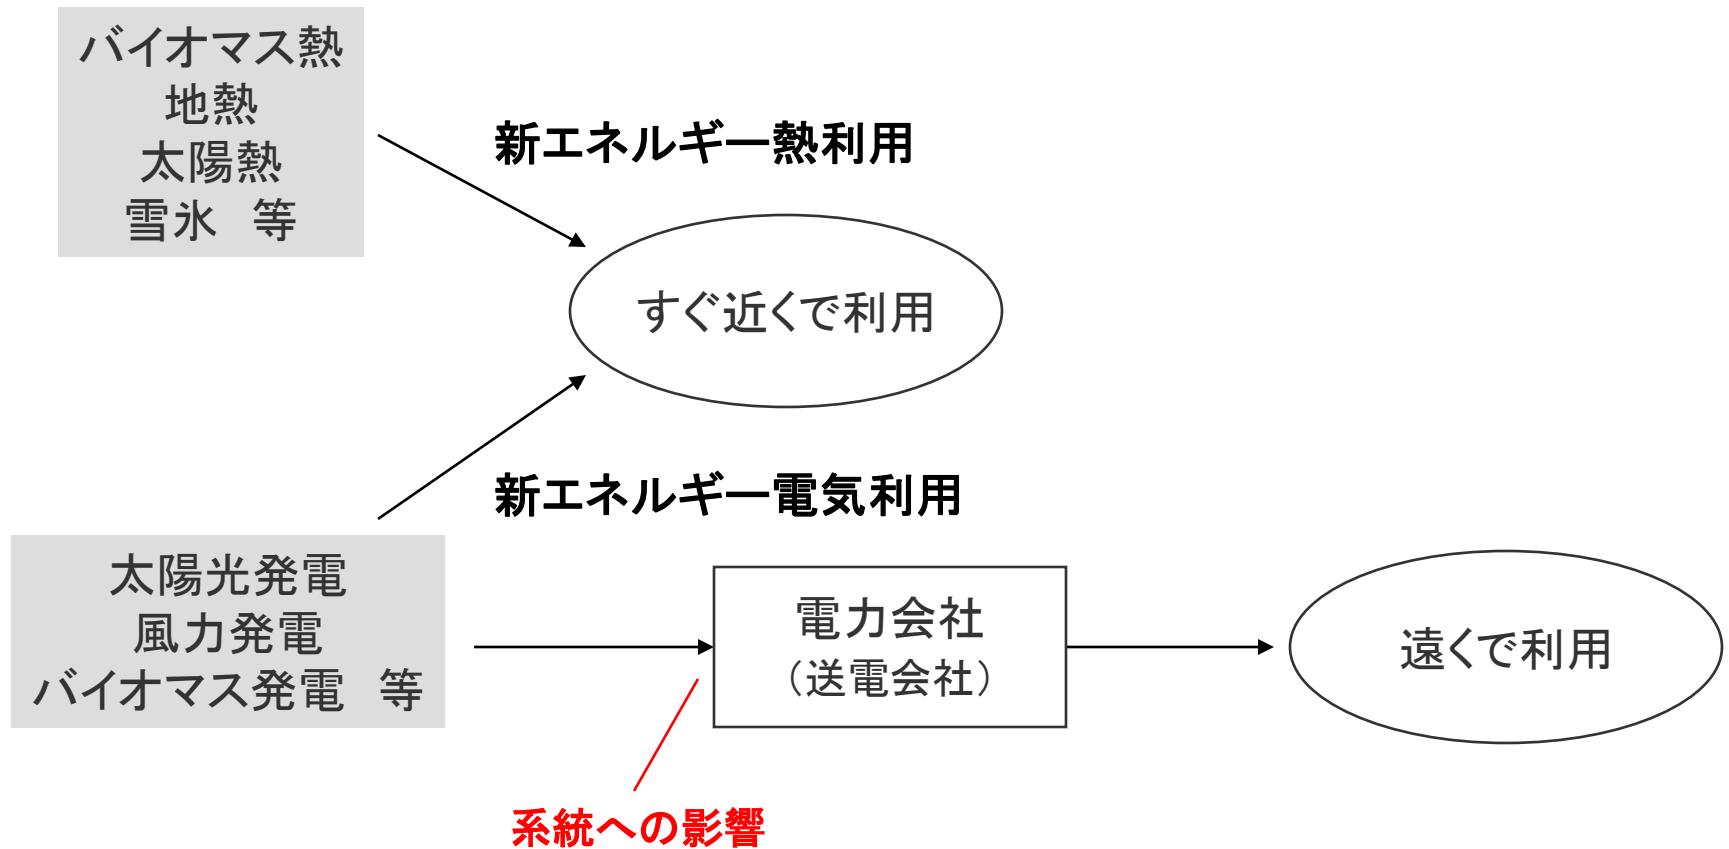 バイオマス熱
地熱
太陽熱
雪氷　等
新エネルギー熱利用
すぐ近くで利用
新エネルギー電気利用
太陽光発電
風力発電
バイオマス発電　等
電力会社
（送電会社）
遠くで利用
系統への影響